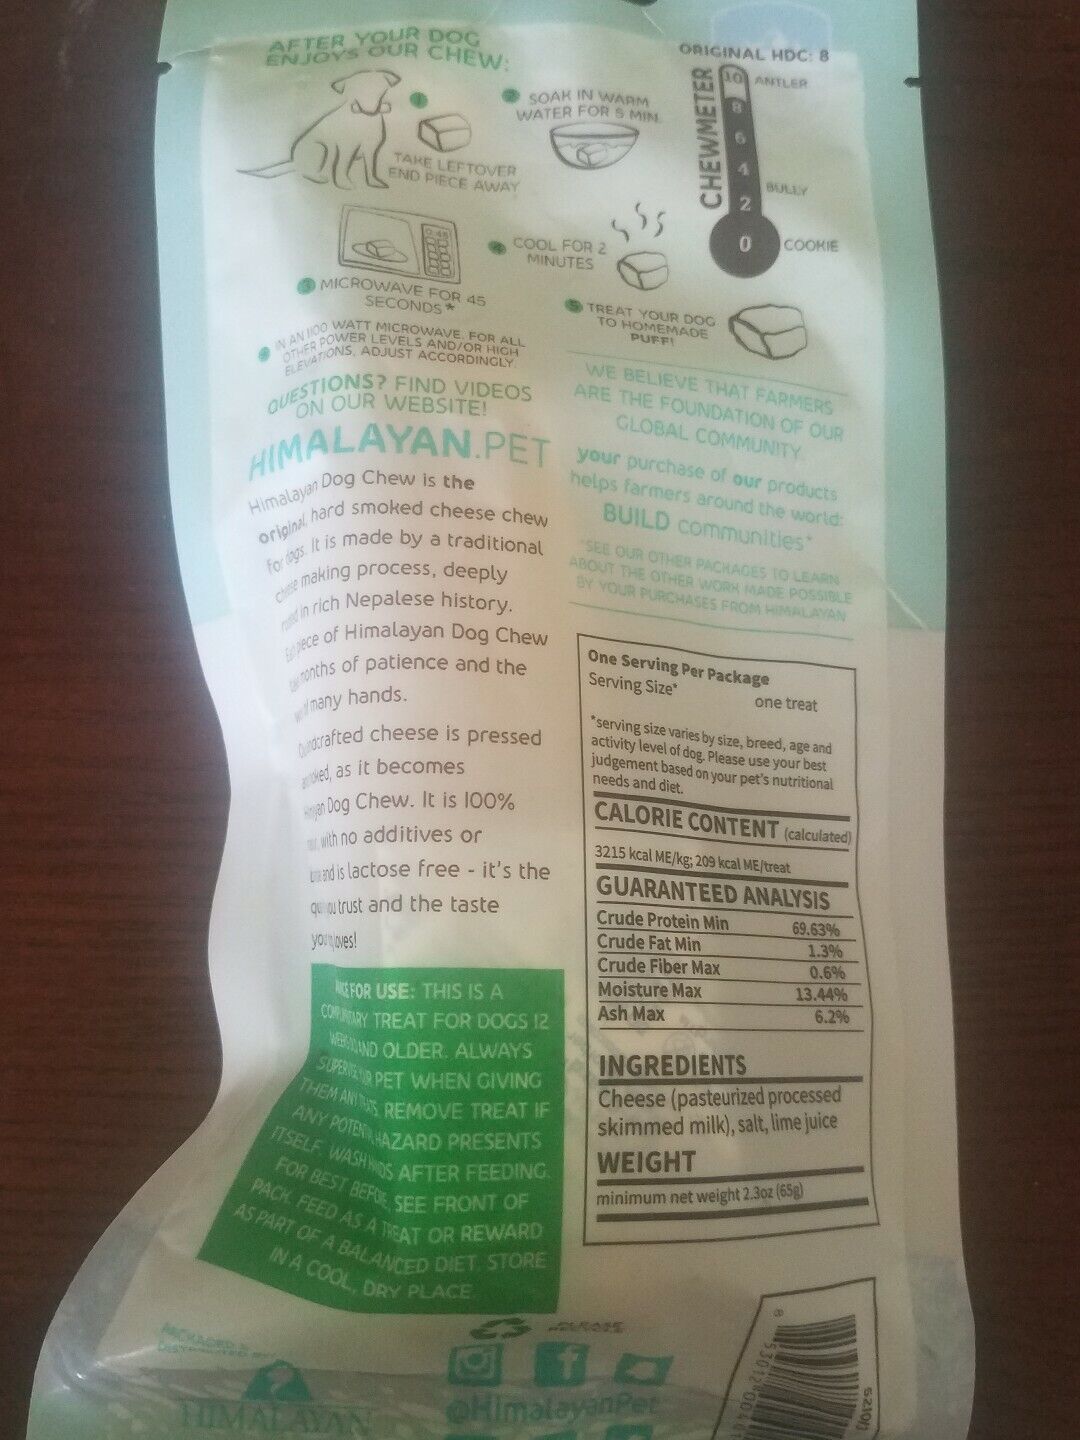 AFTER YOUR DOG
ENJOYS OUR CHEW:
1
TAKE LEFTOVER
END PIECE AWAY
2 SOAK IN WARM
WATER FOR 5 MIN.
3 MICROWAVE FOR 45
SECONDS*
0:45
COOL FOR 2
MINUTES
5 TREAT YOUR DOG
TO HOMEMADE
PUFF!
IN AN 1100 WATT MICROWAVE. FOR ALL
OTHER POWER LEVELS AND/OR HIGH
ELEVATIONS, ADJUST ACCORDINGLY.
ORIGINAL HDC: 8
CHEWMETER
10 ANTLER
8
6
4
BULLY
2
0 COOKIE
QUESTIONS? FIND VIDEOS
ON OUR WEBSITE!
HIMALAYAN.PET
Himalayan Dog Chew is the
original, hard smoked cheese chew
for dogs. It is made by a traditional
cheese making process, deeply
in rich Nepalese history.
piece of Himalayan Dog Chew
months of patience and the
many hands.
cheese is pressed
as it becomes
Dog Chew. It is 100%
with no additives or
and is lactose free - it's the
you trust and the taste
loves!
WE BELIEVE THAT FARMERS
ARE THE FOUNDATION OF OUR
GLOBAL COMMUNITY
your purchase of our products
helps farmers around the world:
BUILD communities*
*SEE OUR OTHER PACKAGES TO LEARN
ABOUT THE OTHER WORK MADE POSSIBLE
BY YOUR PURCHASES FROM HIMALAYAN
One Serving Per Package
Serving Size*
one treat
*serving size varies by size, breed, age and
activity level of dog. Please use your best
judgement based on your pet's nutritional
needs and diet.
CALORIE CONTENT (calculated)
3215 kcal ME/kg; 209 kcal ME/treat
GUARANTEED ANALYSIS
Crude Protein Min 69.63%
Crude Fat Min 1.3%
Crude Fiber Max 0.6%
Moisture Max 13.44%
Ash Max 6.2%
INGREDIENTS
Cheese (pasteurized processed
skimmed milk), salt, lime juice
WEIGHT
minimum net weight 2.3oz (65g)
FOR USE: THIS IS A
TREAT FOR DOGS 12
AND OLDER. ALWAYS
SUPERVISE PET WHEN GIVING
THEM ANY TREATS. REMOVE TREAT IF
ANY POTENTIAL HAZARD PRESENTS
ITSELF. WASH HANDS AFTER FEEDING.
FOR BEST BEFORE, SEE FRONT OF
PACK. FEED AS A TREAT OR REWARD
AS PART OF A BALANCED DIET. STORE
IN A COOL, DRY PLACE.
HIMALAYAN
@HimalayanPet